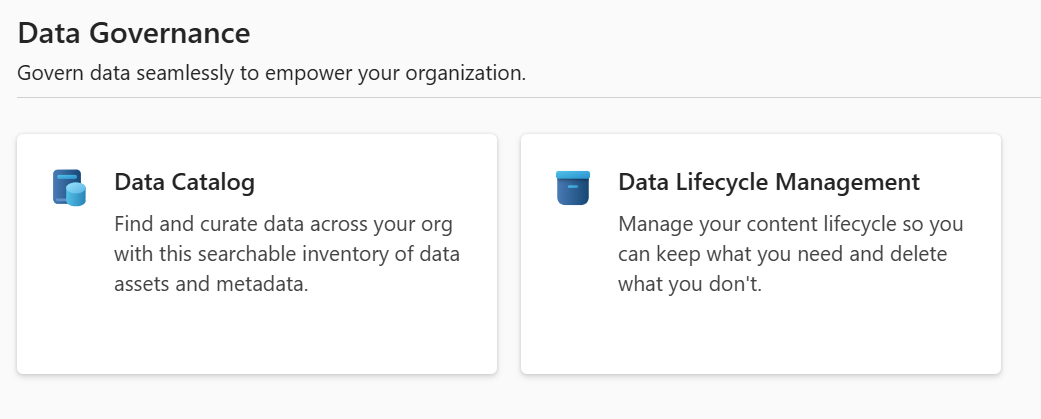 Data Governance
Govern data seamlessly to empower your organization.
Data Catalog
Find and curate data across your org
with this searchable inventory of data
assets and metadata.
Data Lifecycle Management
Manage your content lifecycle so you
can keep what you need and delete
what you don't.